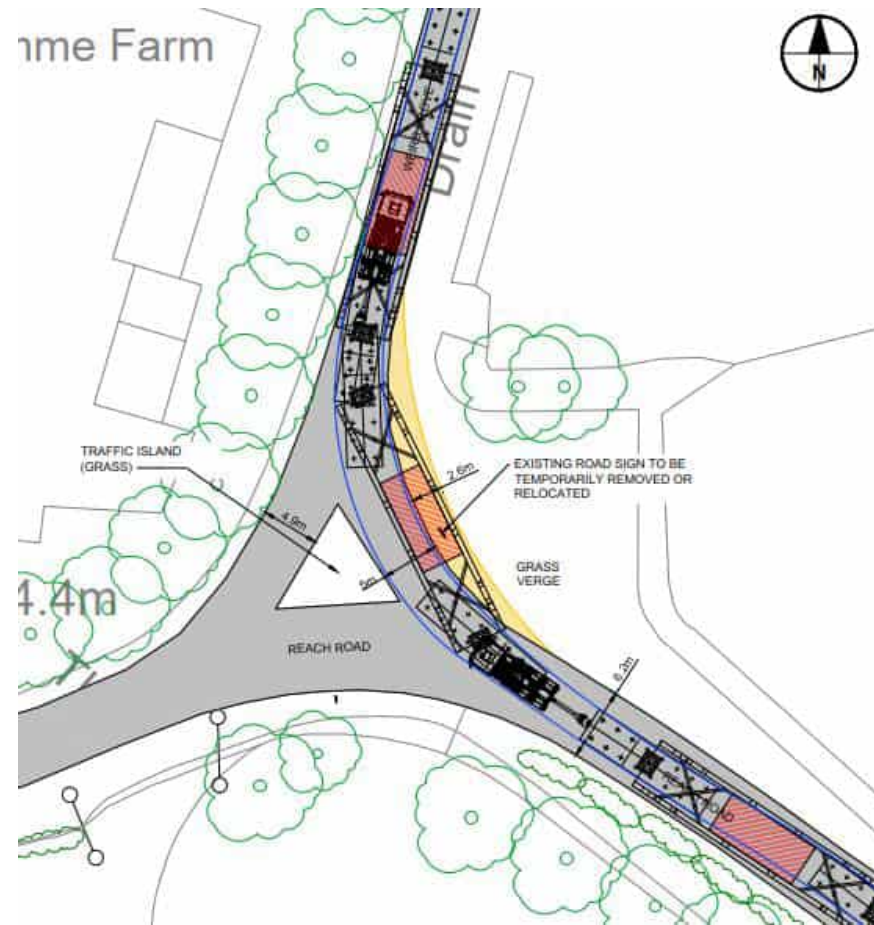 nme Farm
N
Drain
TRAFFIC ISLAND
(GRASS)
4.9m
2.6m
EXISTING ROAD SIGN TO BE
TEMPORARILY REMOVED OR
RELOCATED
5m
GRASS
VERGE
4.4m
REACH ROAD
6.2m
ROAD